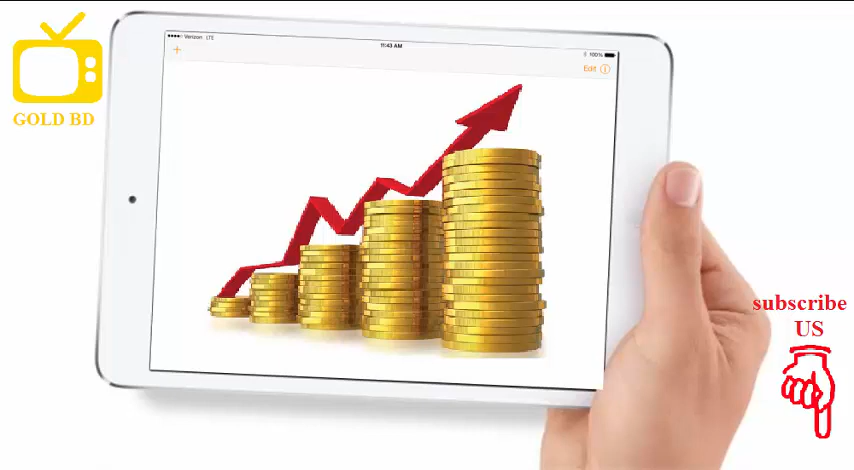 GOLD BD
Verizon LTE
11:43 AM
100%
Edit
subscribe
US